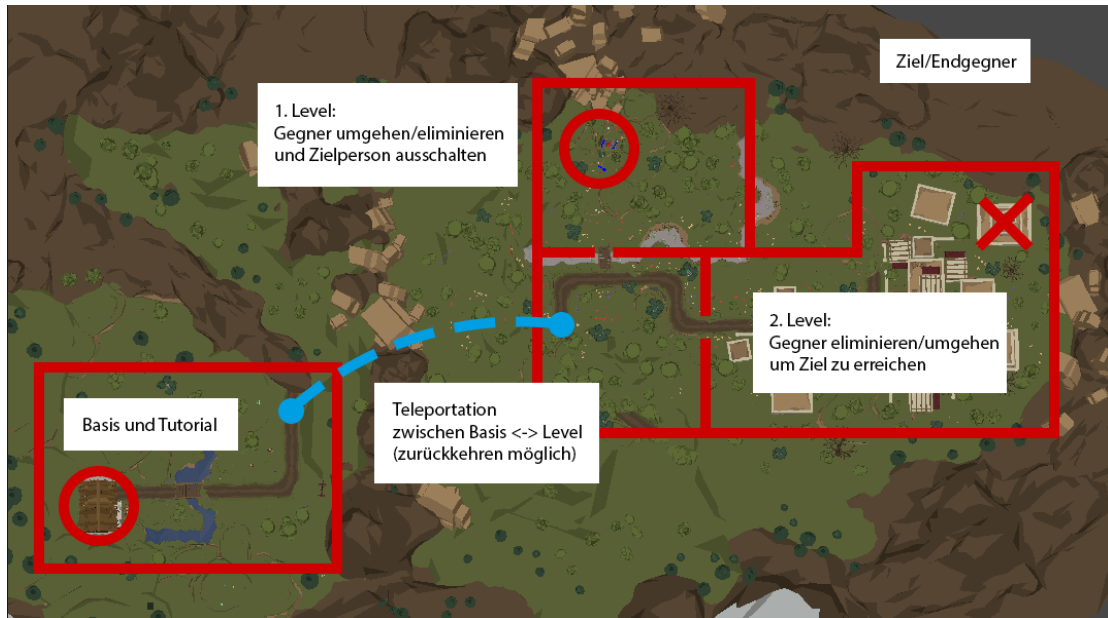 Ziel/Endgegner
1. Level:
Gegner umgehen/eliminieren
und Zielperson ausschalten
2. Level:
Gegner eliminieren/umgehen
um Ziel zu erreichen
Basis und Tutorial
Teleportation
zwischen Basis <-> Level
(zurückkehren möglich)